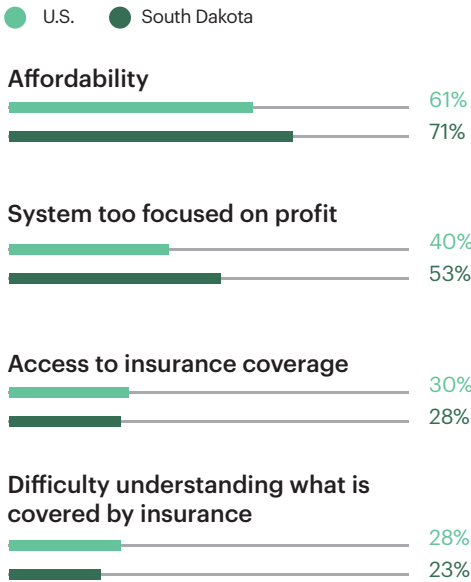 U.S. South Dakota
Affordability
61%
71%
System too focused on profit
40%
53%
Access to insurance coverage
30%
28%
Difficulty understanding what is
covered by insurance
28%
23%